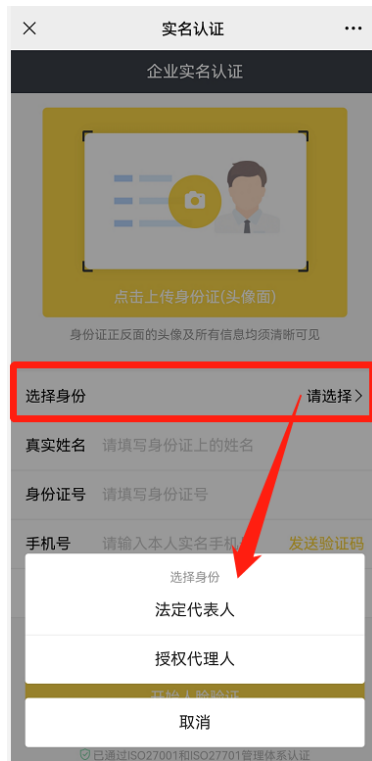 实名认证
企业实名认证
点击上传身份证(头像面)
身份证正反面的头像及所有信息均须清晰可见
选择身份 请选择
真实姓名 请填写身份证上的姓名
身份证号 请填写身份证号
手机号 请输入本人实名手机 发送验证码
选择身份
法定代表人
授权代理人
开始人脸验证
取消
已通过ISO27001和ISO27701管理体系认证